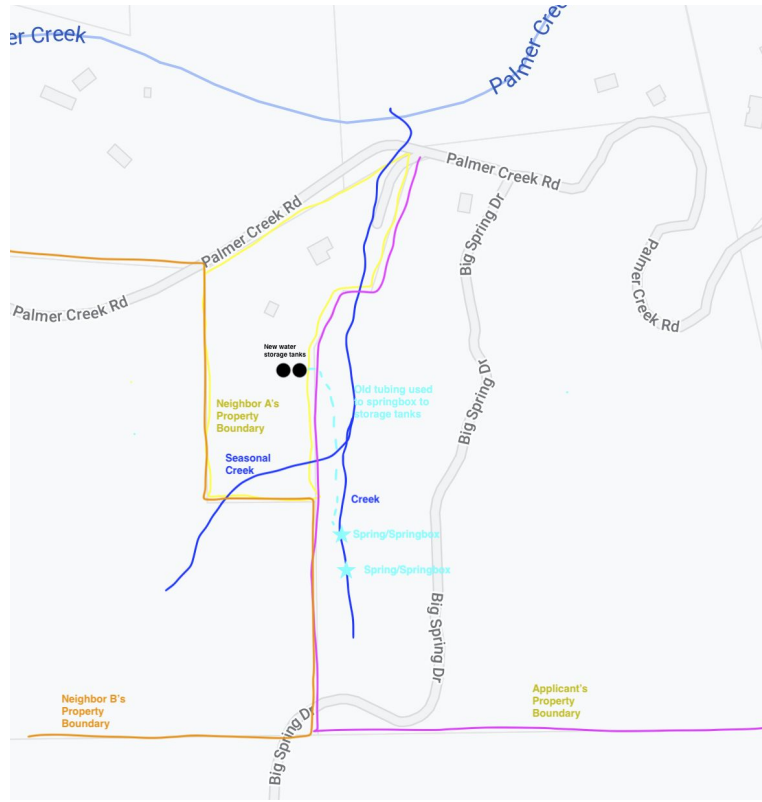 er Creek
Palmer Cree
Palmer Creek Rd
Palmer Creek Rd
Big Spring Dr
Palmer Creek Rd
Palmer Creek Rd
New water
storage tanks
Old tubing used
to springbox to
storage tanks
Big Spring Dr
Neighbor A's
Property
Boundary
Seasonal
Creek
Creek
Spring/Springbox
Spring/Springbox
Big Spring Dr
Neighbor B's
Property
Boundary
Applicant's
Property
Boundary
Big Spring Dr